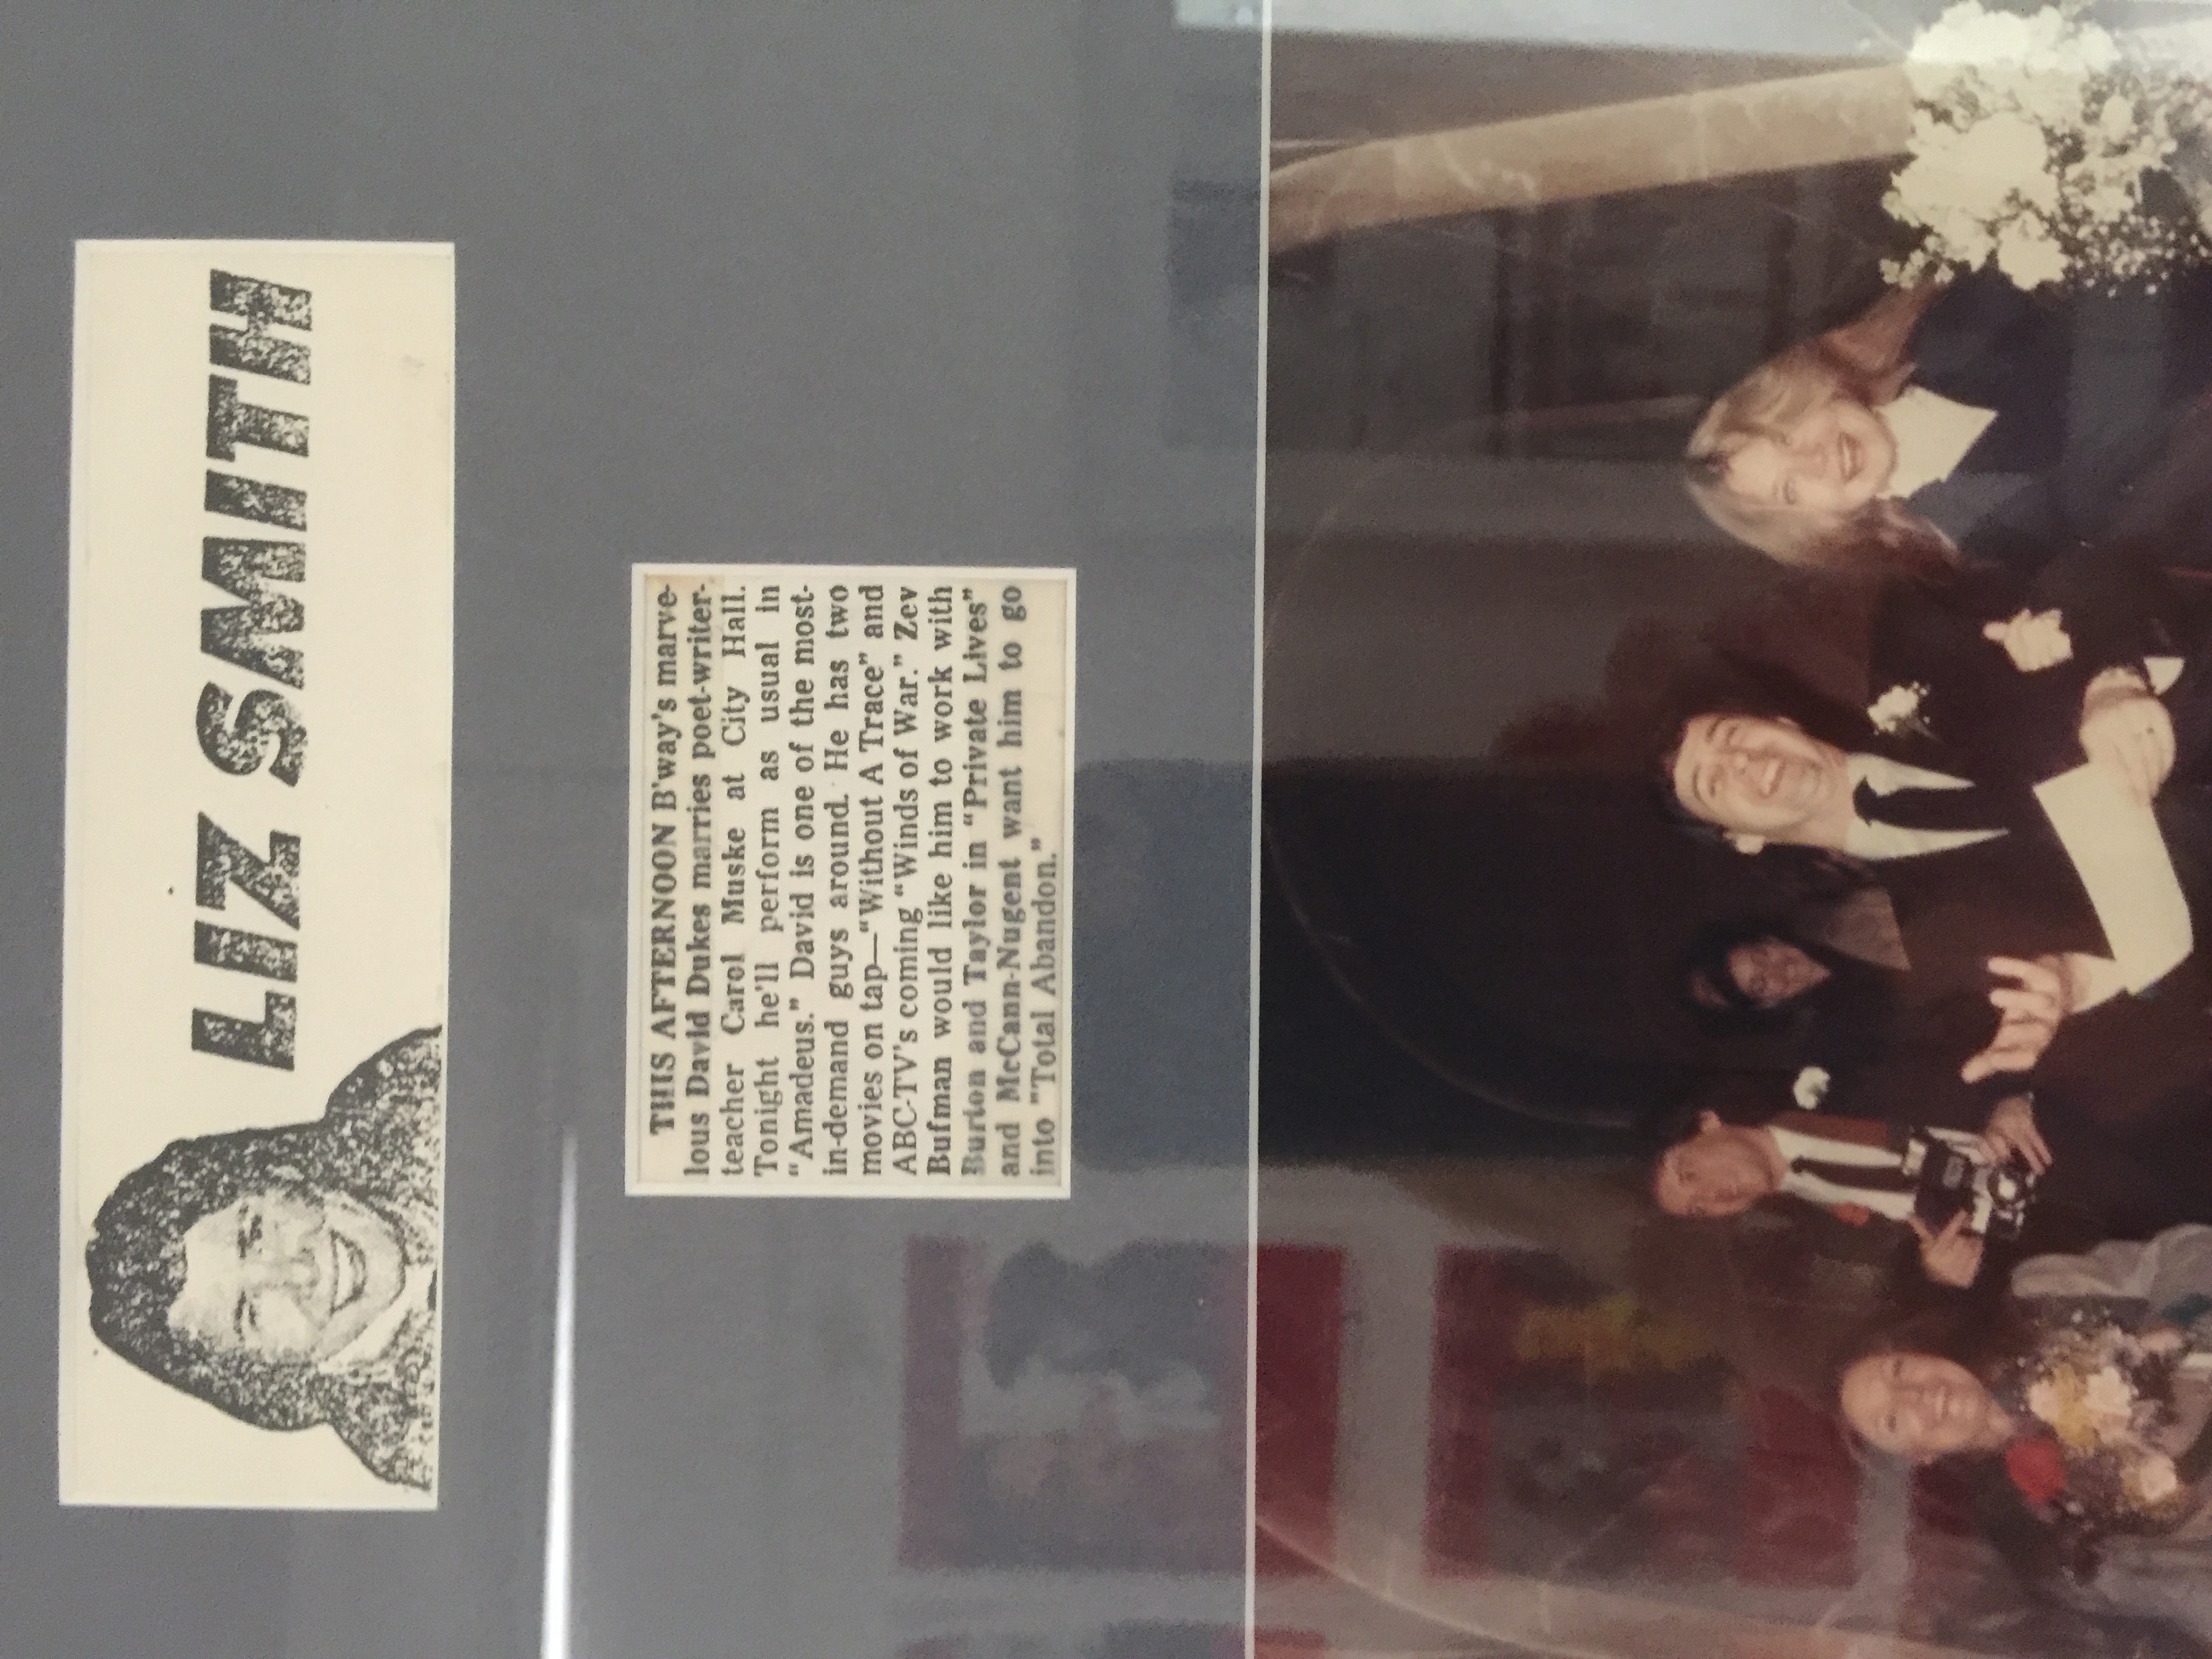 LIZ SMITH
THIS AFTERNOON B'way's marve-
lous David Dukes marries poet-writer-
teacher Carol Muske at City Hall.
Tonight he'll perform as usual in
"Amadeus." David is one of the most-
in-demand guys around. He has two
movies on tap—"Without A Trace" and
ABC-TV's coming "Winds of War." Zev
Bufman would like him to work with
Burton and Taylor in "Private Lives"
and McCann-Nugent want him to go
into "Total Abandon."